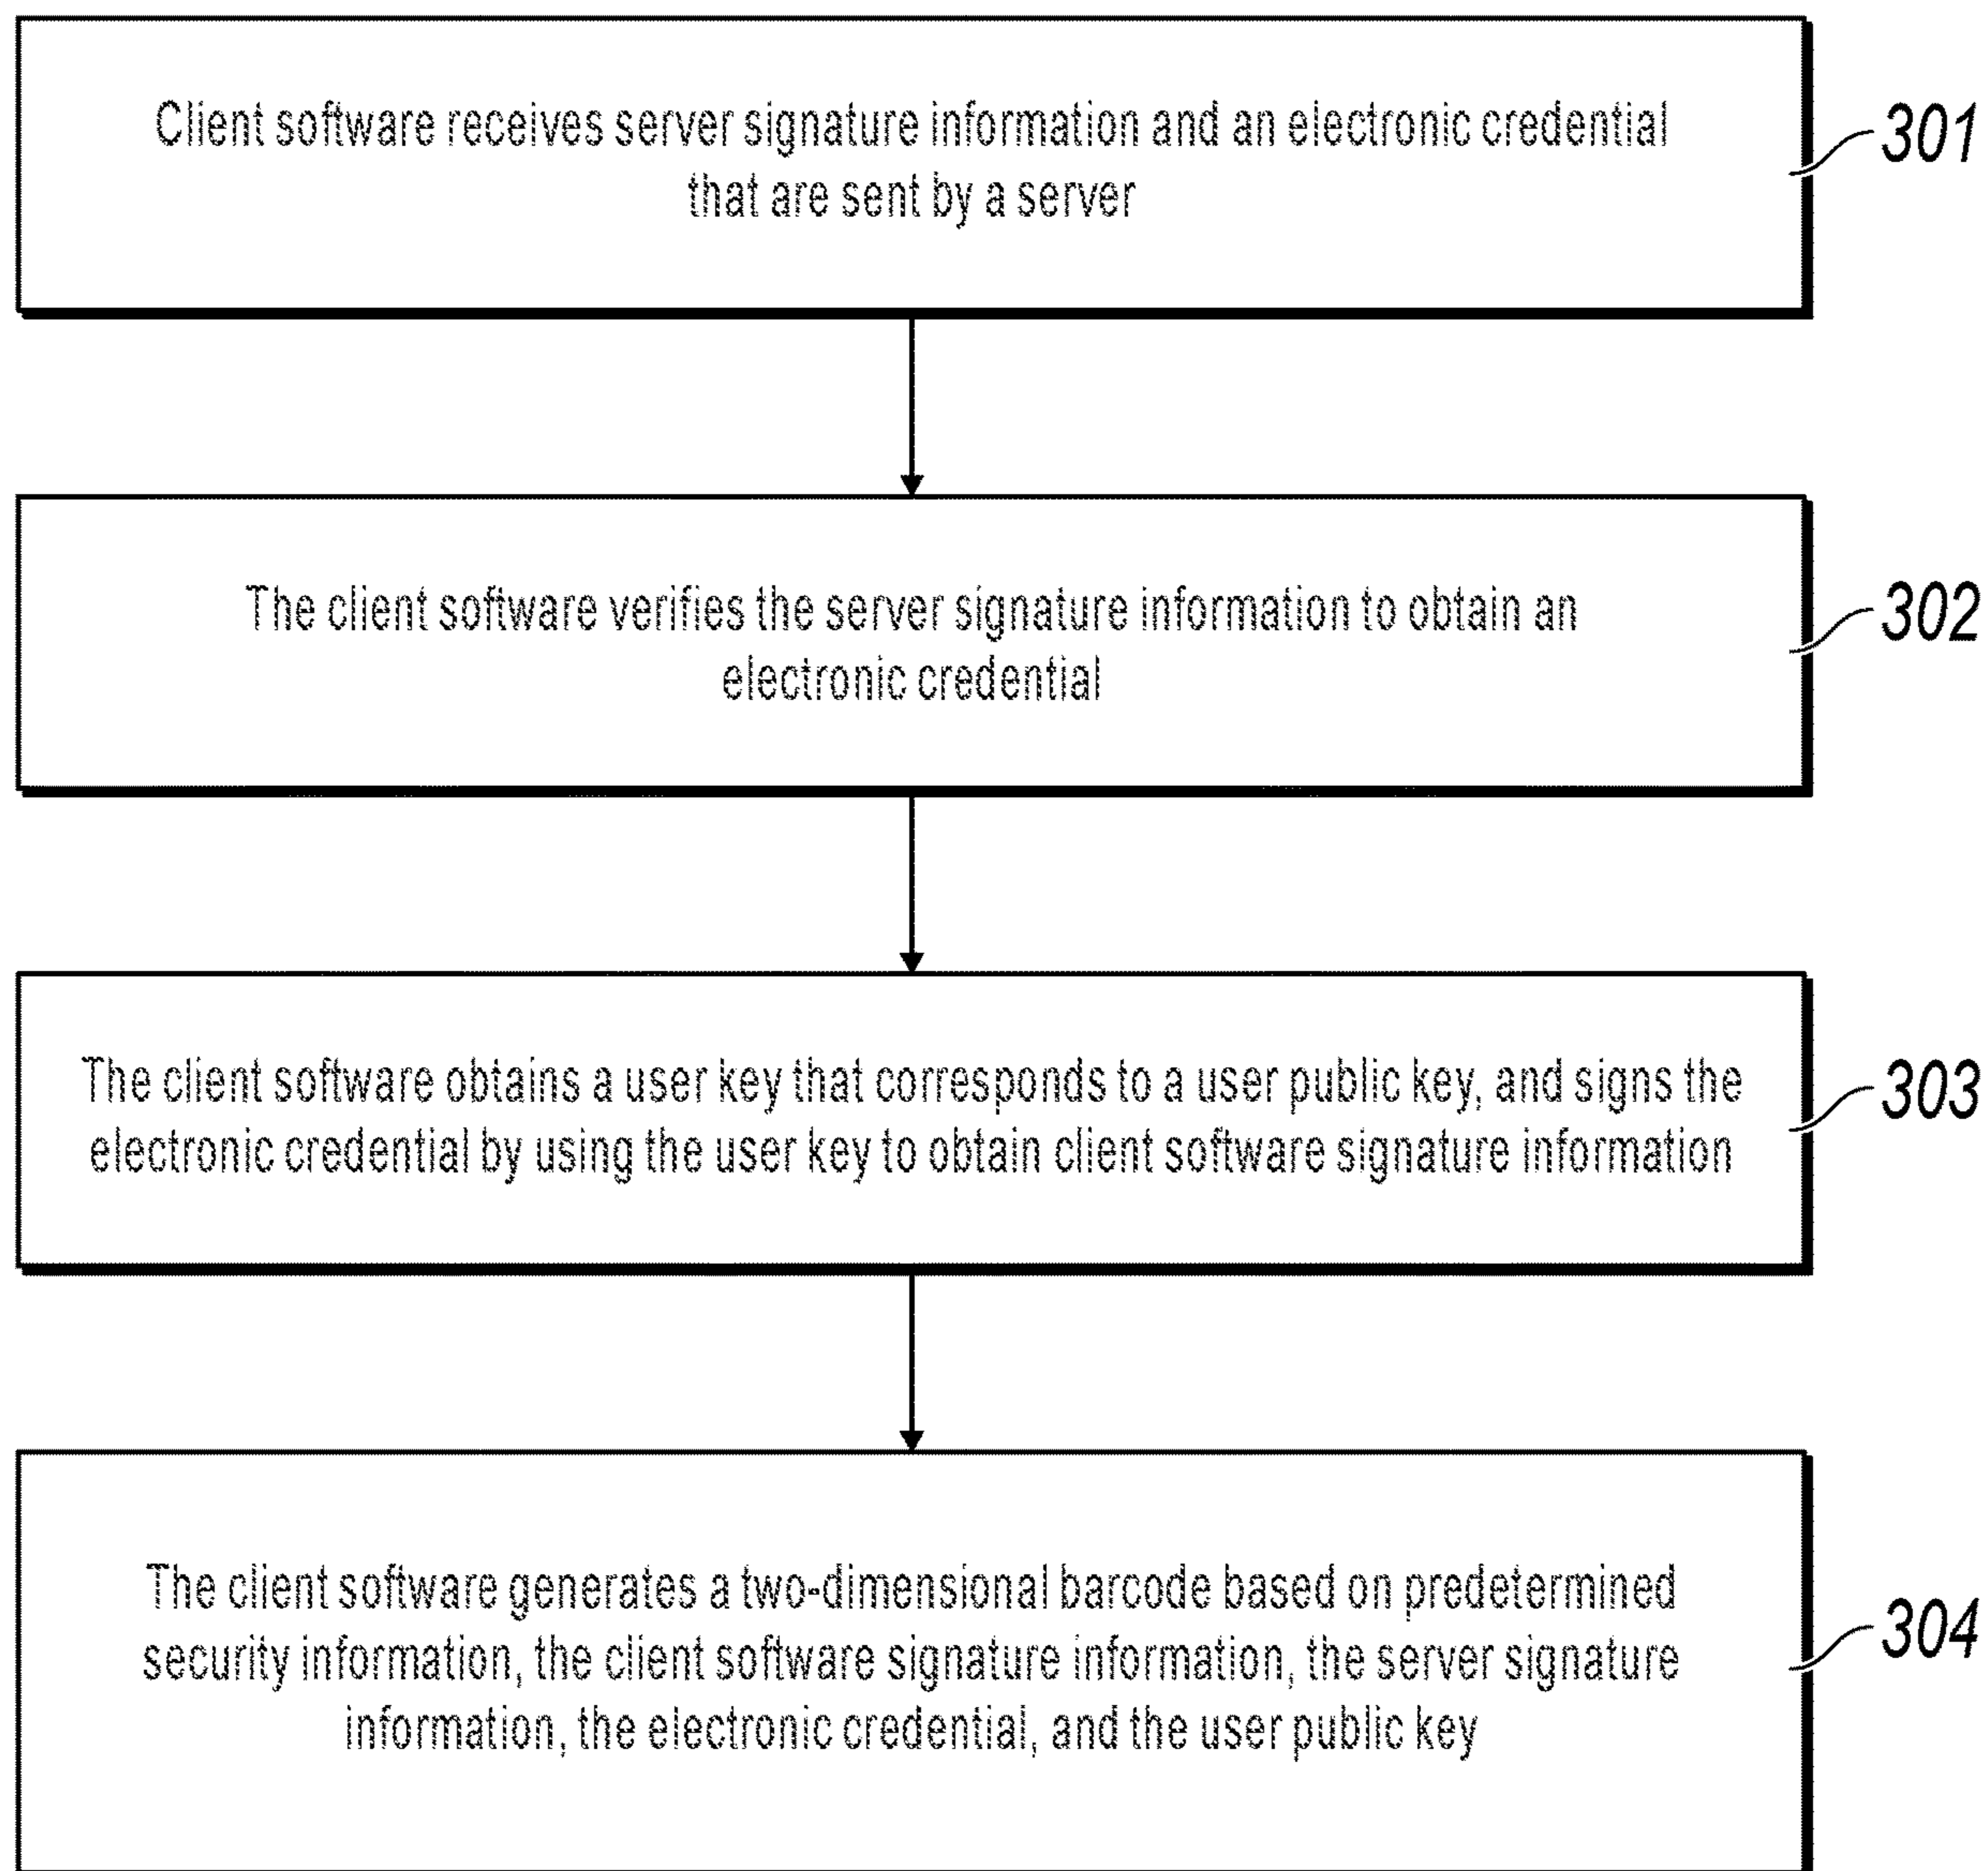 Client software receives server signature information and an electronic credential
that are sent by a server
301
The client software verifies the server signature information to obtain an
electronic credential
302
The client software obtains a user key that corresponds to a user public key, and signs the
electronic credential by using the user key to obtain client software signature information
303
The client software generates a two-dimensional barcode based on predetermined
security information, the client software signature information, the server signature
information, the electronic credential, and the user public key
304